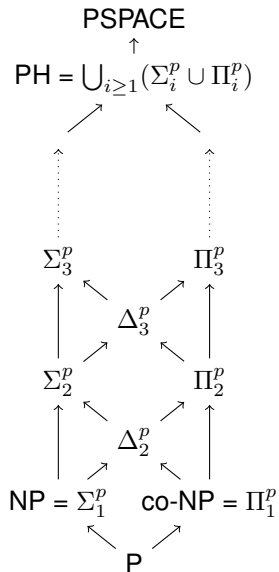 PSPACE
PH = ⋃_{i≥1}(Σ_i^p ∪ Π_i^p)
Σ_3^p Π_3^p
Δ_3^p
Σ_2^p Π_2^p
Δ_2^p
NP = Σ_1^p co-NP = Π_1^p
P